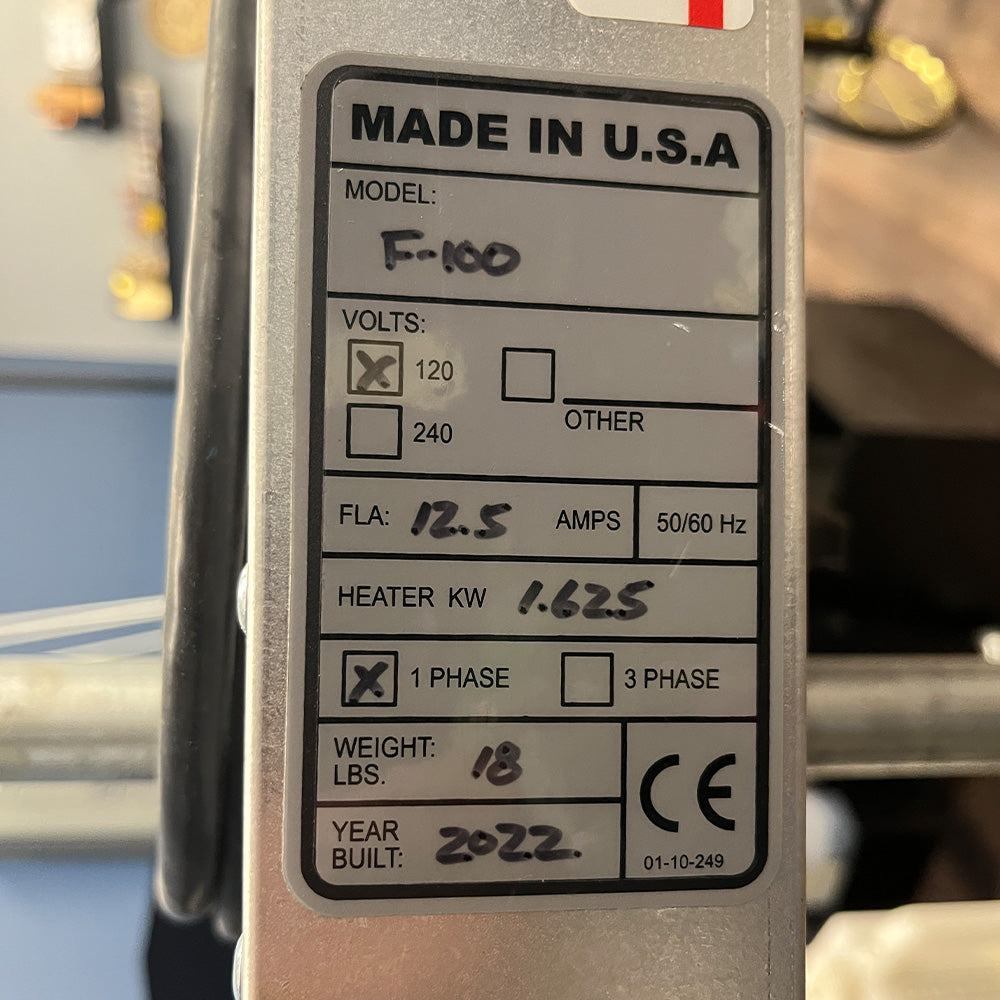 MADE IN U.S.A
MODEL:
F-100
VOLTS:
120
OTHER
240
FLA: 12.5 AMPS 50/60 Hz
HEATER KW 1.625
1 PHASE 3 PHASE
WEIGHT:
LBS. 18
CE
YEAR
BUILT: 2022
01-10-249